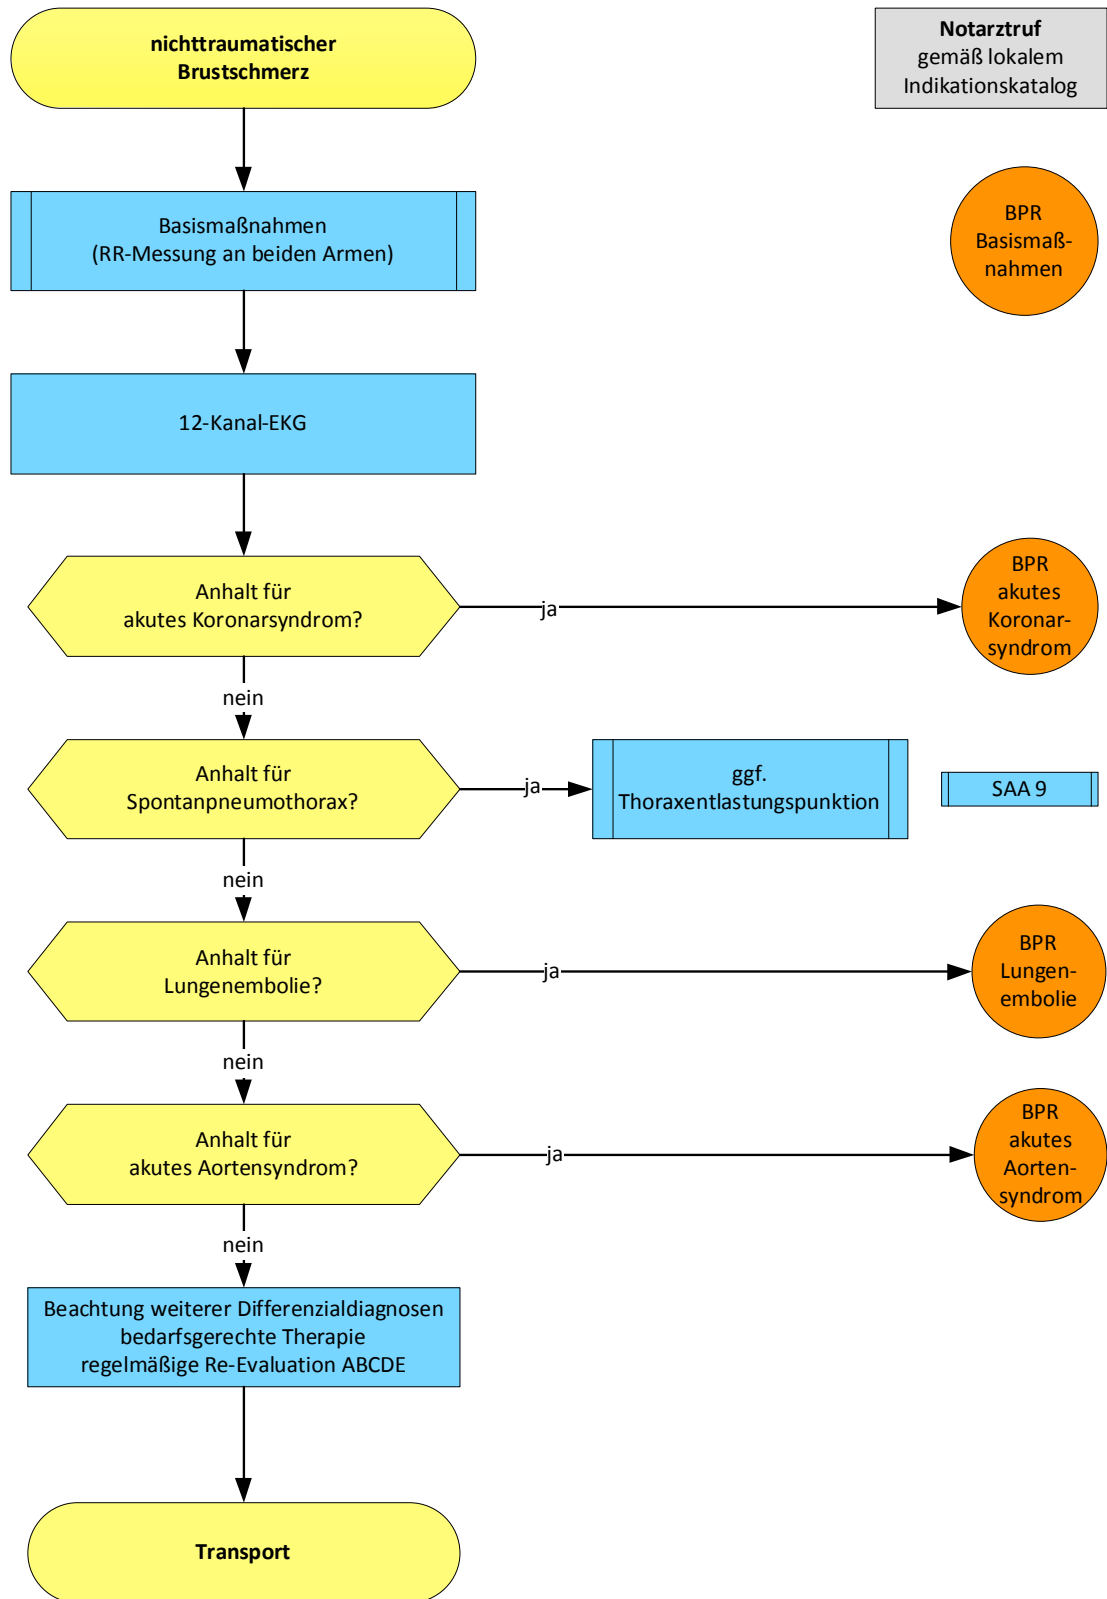 nichttraumatischer
Brustschmerz
Notarztruf
gemäß lokalem
Indikationskatalog
Basismaßnahmen
(RR-Messung an beiden Armen)
BPR
Basismaß-
nahmen
12-Kanal-EKG
Anhalt für
akutes Koronarsyndrom?
ja
BPR
akutes
Koronar-
syndrom
nein
Anhalt für
Spontanpneumothorax?
ja
ggf.
Thoraxentlastungspunktion
SAA 9
nein
Anhalt für
Lungenembolie?
ja
BPR
Lungen-
embolie
nein
Anhalt für
akutes Aortensyndrom?
ja
BPR
akutes
Aorten-
syndrom
nein
Beachtung weiterer Differenzialdiagnosen
bedarfsgerechte Therapie
regelmäßige Re-Evaluation ABCDE
Transport